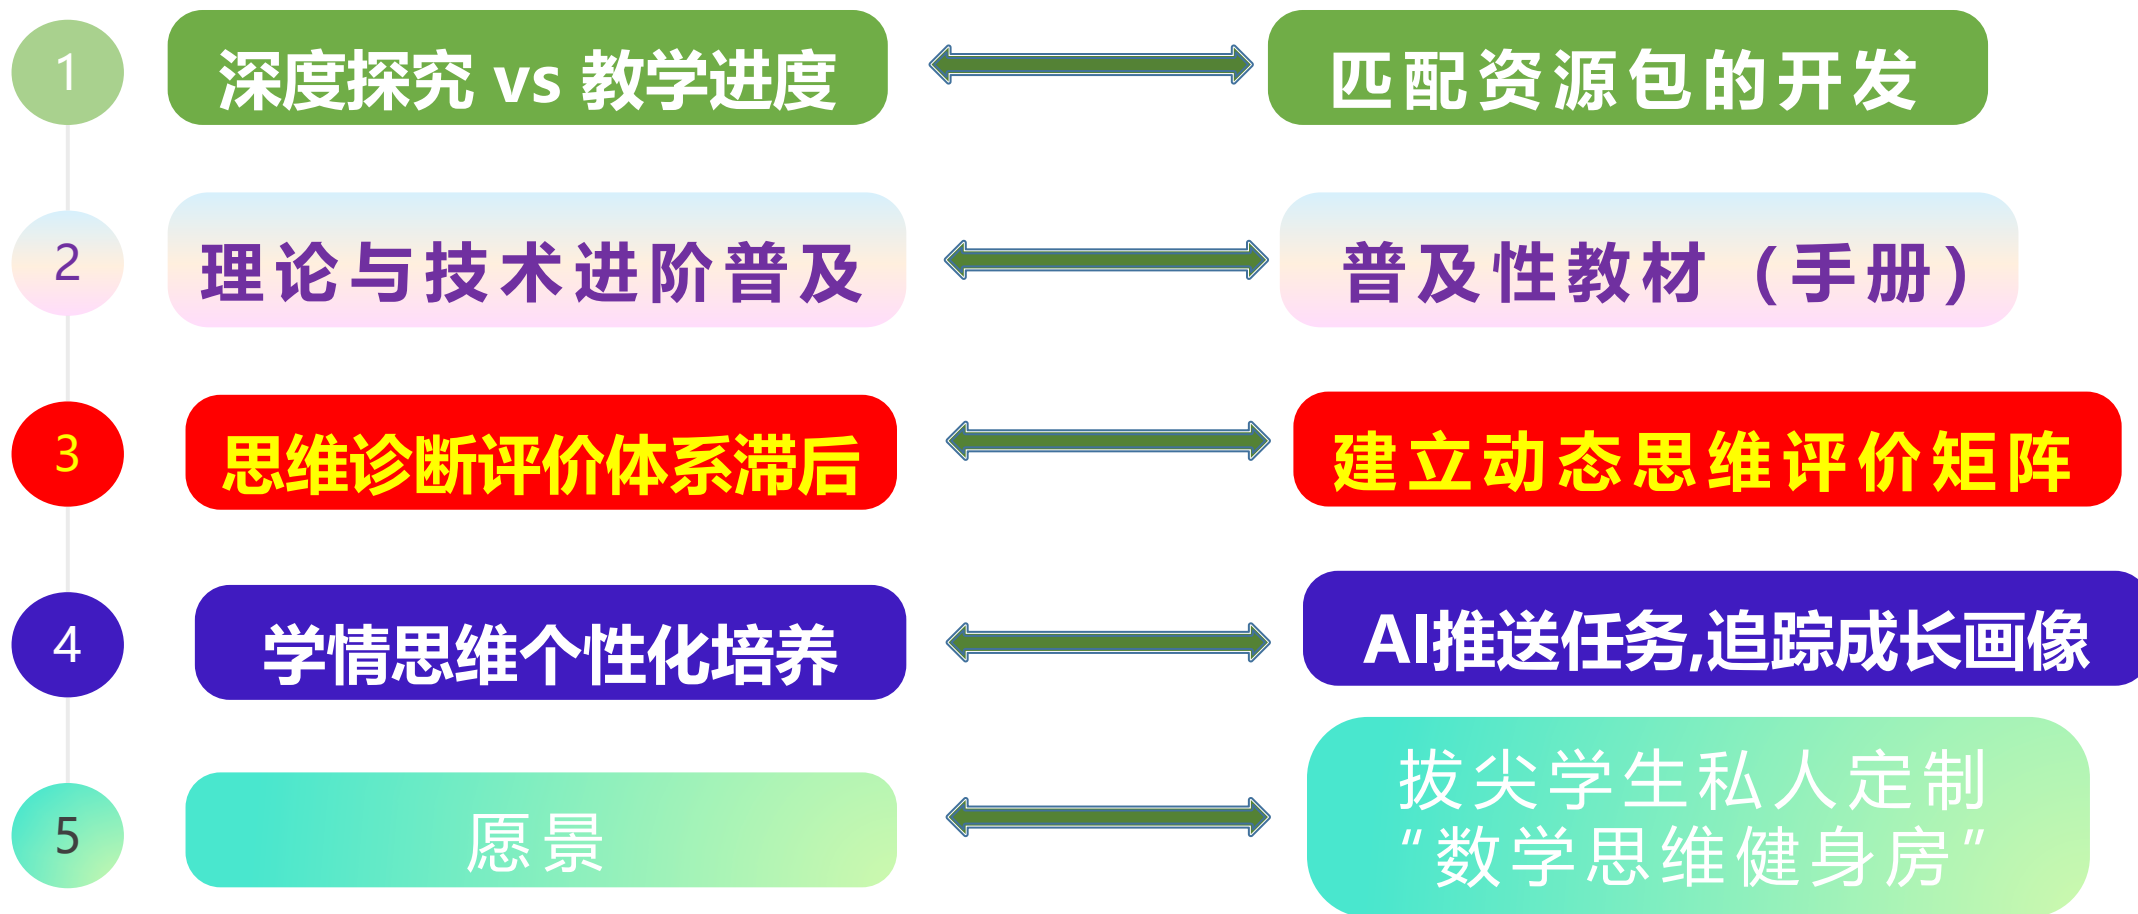 1
深度探究 vs 教学进度
匹配资源包的开发
2
理论与技术进阶普及
普及性教材（手册）
3
思维诊断评价体系滞后
建立动态思维评价矩阵
4
学情思维个性化培养
AI推送任务,追踪成长画像
5
愿景
拔尖学生私人定制
“数学思维健身房”